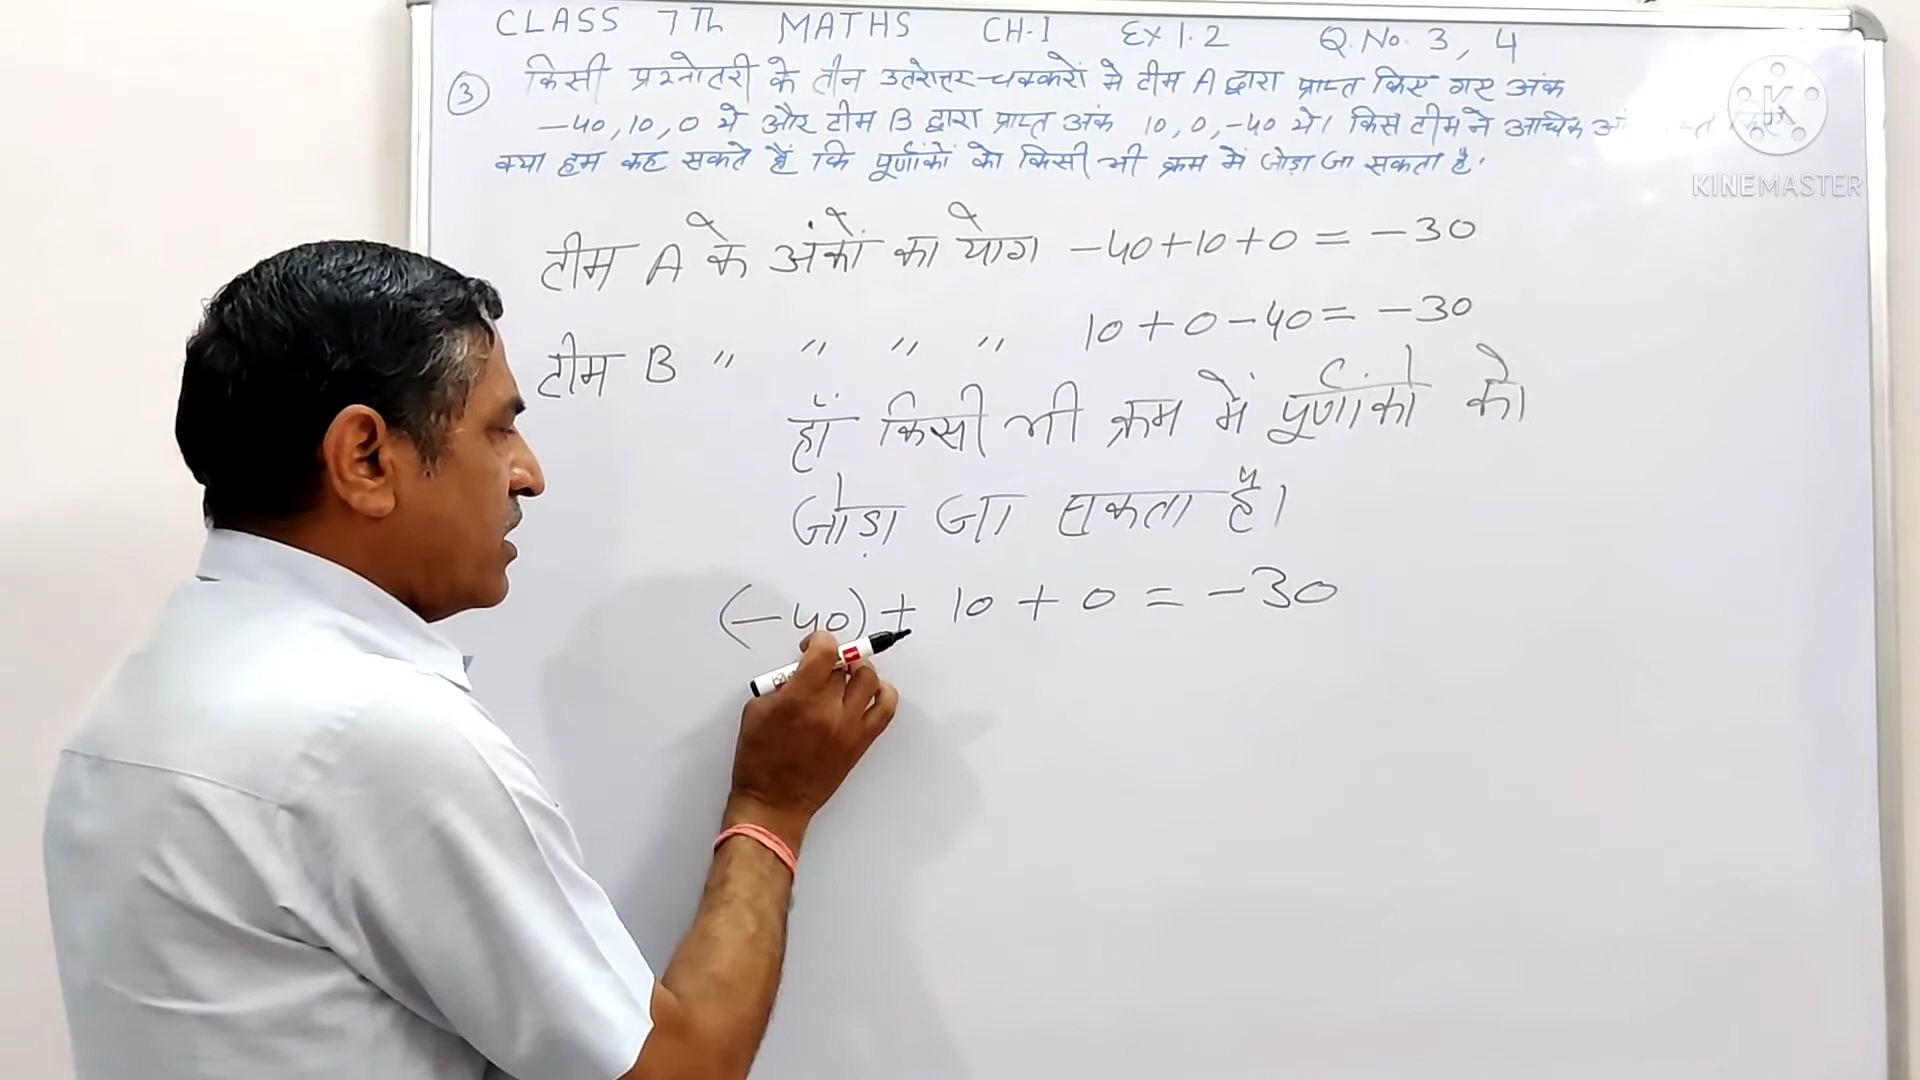 CLASS 7Th MATHS CH-1 EX 1.2 Q.No. 3, 4
③ किसी प्रश्नोतरी के तीन उतरोत्तर चक्करों मे टीम A द्वारा प्राप्त किए गए अंक
-40, 10, 0 थे और टीम B द्वारा प्राप्त अंक 10, 0, -40 थे। किस टीम ने अधिक
क्या हम कह सकते हैं कि पूर्णांकों को किसी भी क्रम में जोड़ा जा सकता है।
KINEMASTER
टीम A के अंकों का योग -40+10+0 = -30
टीम B " " " " 10+0-40 = -30
हाँ किसी भी क्रम में पूर्णांको को
जोड़ा जा सकता है।
(-40) + 10 + 0 = -30